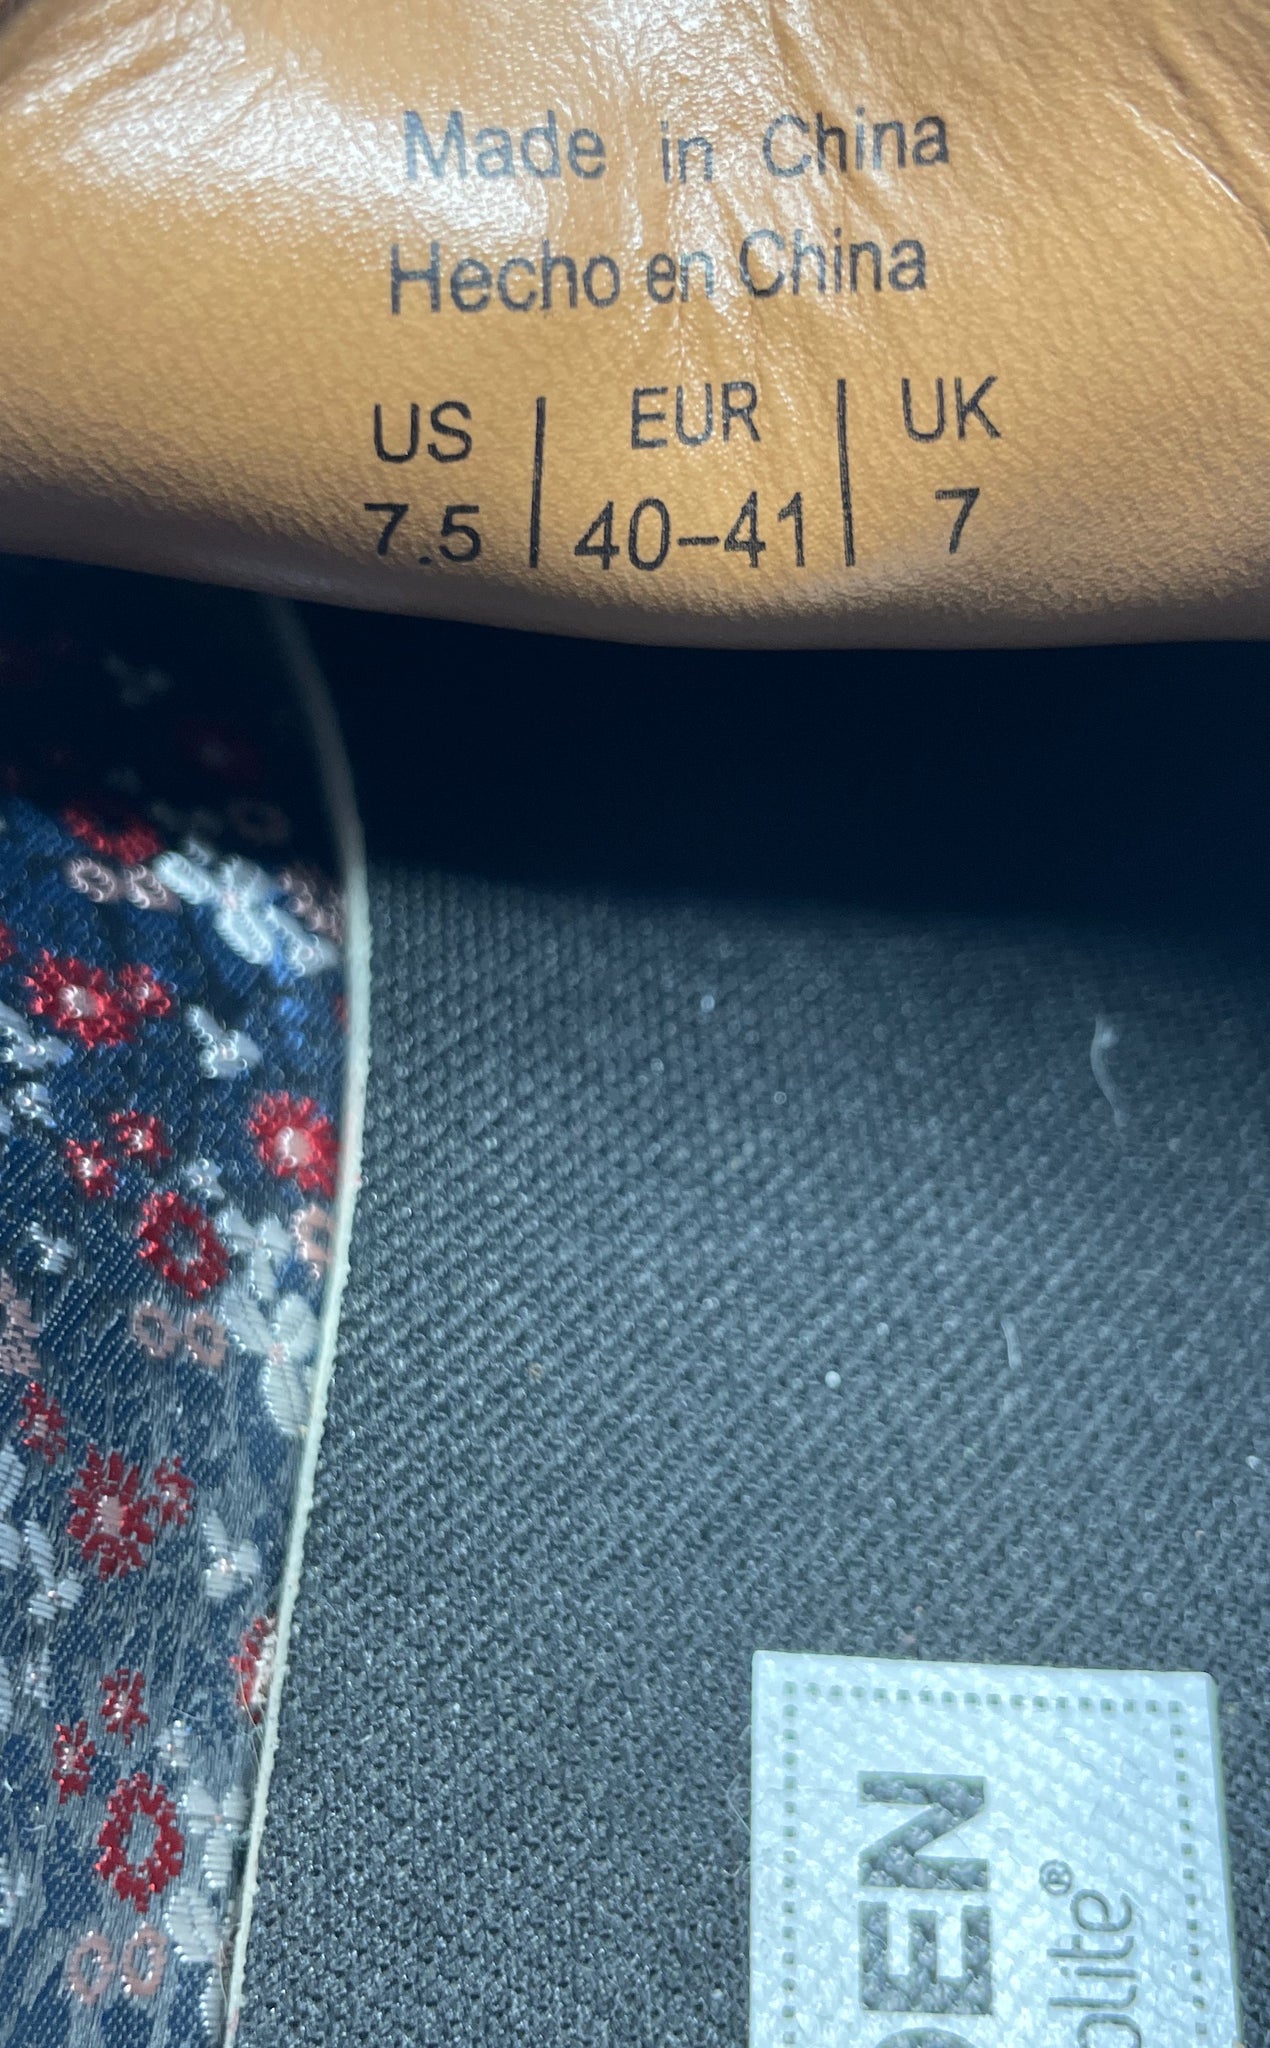 Made in China
Hecho en China
US | EUR | UK
7.5 | 40-41 | 7